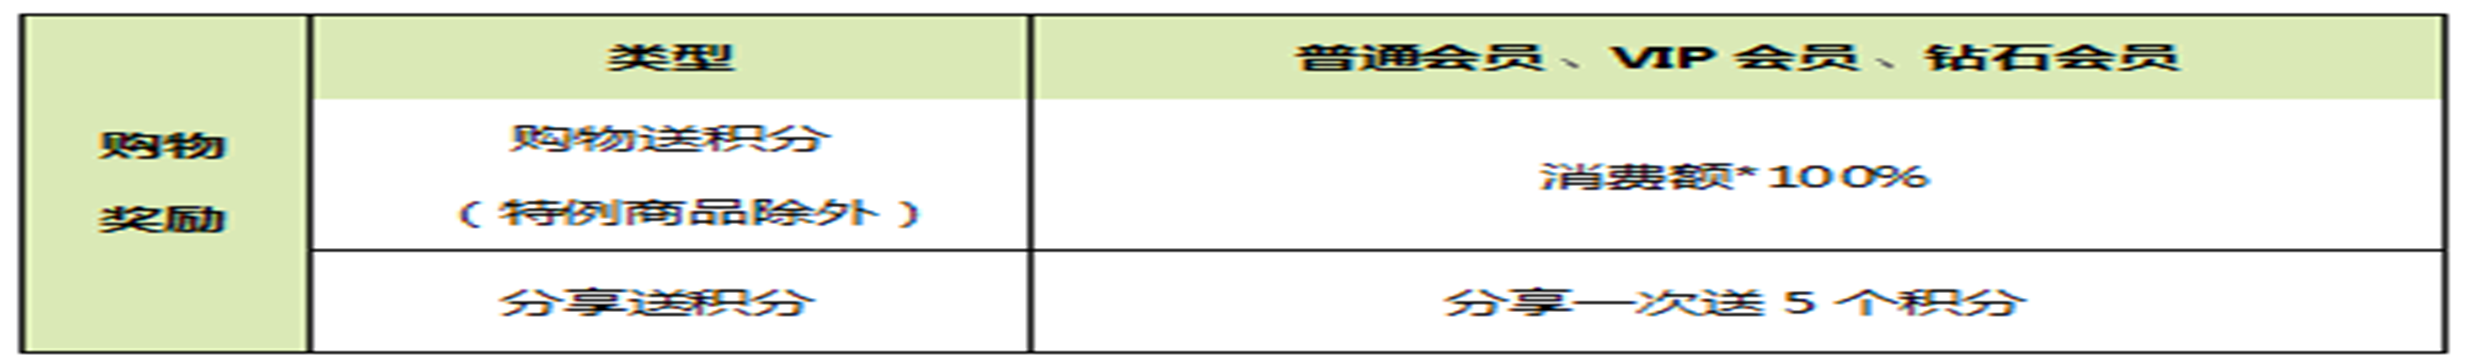 类型
普通会员、VIP 会员、钻石会员
购物
奖励
购物送积分
（特例商品除外）
消费额*100%
分享送积分
分享一次送 5 个积分